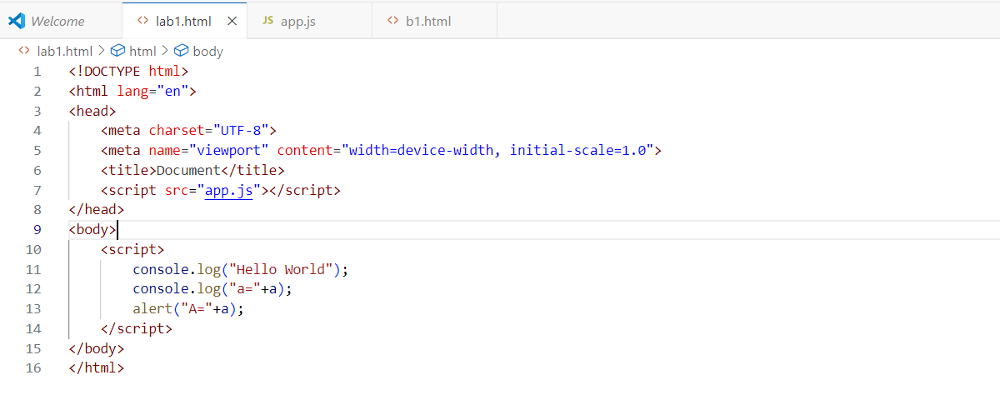 Welcome lab1.html JS app.js b1.html
lab1.html html body
1 <!DOCTYPE html>
2 <html lang="en">
3 <head>
4 <meta charset="UTF-8">
5 <meta name="viewport" content="width=device-width, initial-scale=1.0">
6 <title>Document</title>
7 <script src="app.js"></script>
8 </head>
9 <body>
10 <script>
11 console.log("Hello World");
12 console.log("a="+a);
13 alert("A="+a);
14 </script>
15 </body>
16 </html>